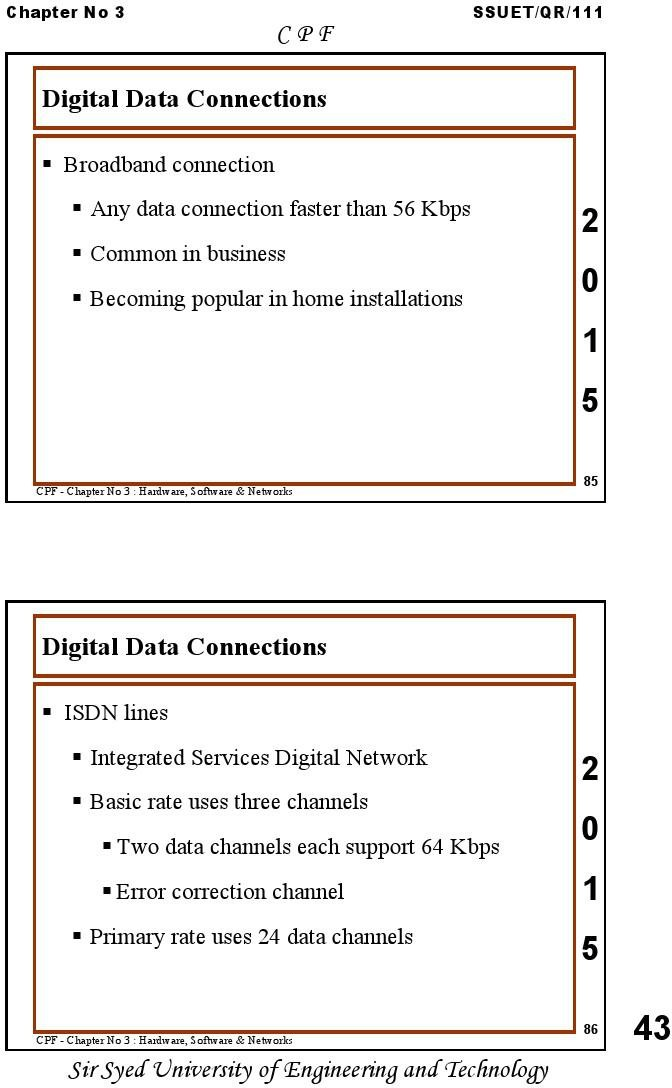 Chapter No 3 SSUET/QR/111
C P F
Digital Data Connections
▪ Broadband connection
▪ Any data connection faster than 56 Kbps
▪ Common in business
▪ Becoming popular in home installations
2
0
1
5
85
CPF - Chapter No 3 : Hardware, Software & Networks
Digital Data Connections
▪ ISDN lines
▪ Integrated Services Digital Network
▪ Basic rate uses three channels
▪ Two data channels each support 64 Kbps
▪ Error correction channel
▪ Primary rate uses 24 data channels
2
0
1
5
86
CPF - Chapter No 3 : Hardware, Software & Networks
43
Sir Syed University of Engineering and Technology